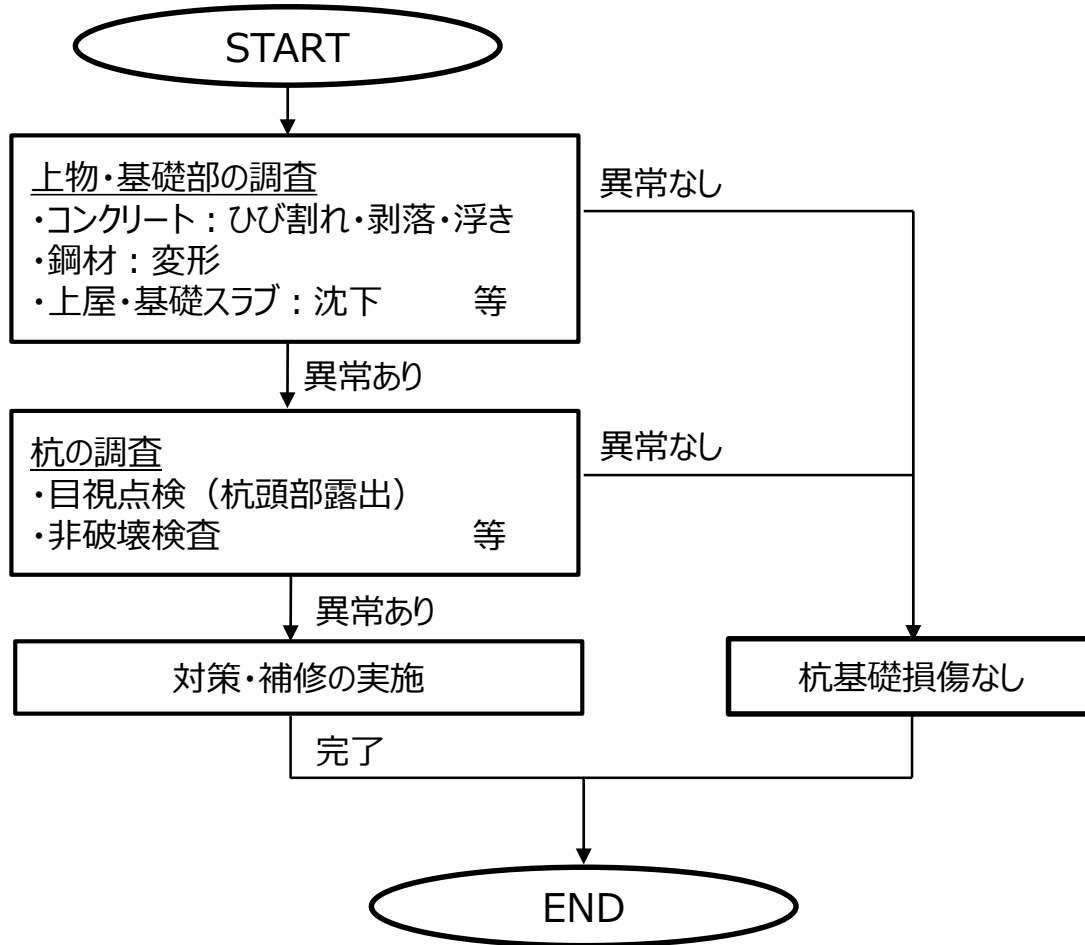 START
上物・基礎部の調査
・コンクリート：ひび割れ・剥落・浮き
・鋼材：変形
・上屋・基礎スラブ：沈下　　　等
異常なし
異常あり
杭の調査
・目視点検（杭頭部露出）
・非破壊検査　　　　　　　　等
異常なし
異常あり
対策・補修の実施
杭基礎損傷なし
完了
END